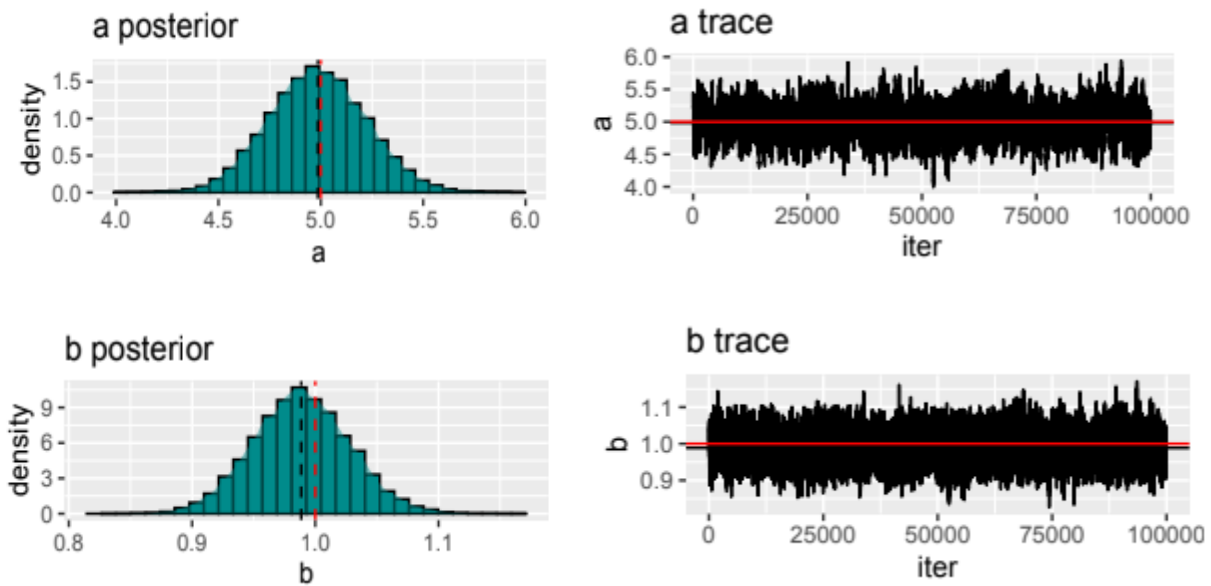 a posterior
density
1.5
1.0
0.5
0.0
4.0 4.5 5.0 5.5 6.0
a
a trace
a
6.0
5.5
5.0
4.5
4.0
0 25000 50000 75000 100000
iter
b posterior
density
9
6
3
0
0.8 0.9 1.0 1.1
b
b trace
b
1.1
1.0
0.9
0 25000 50000 75000 100000
iter